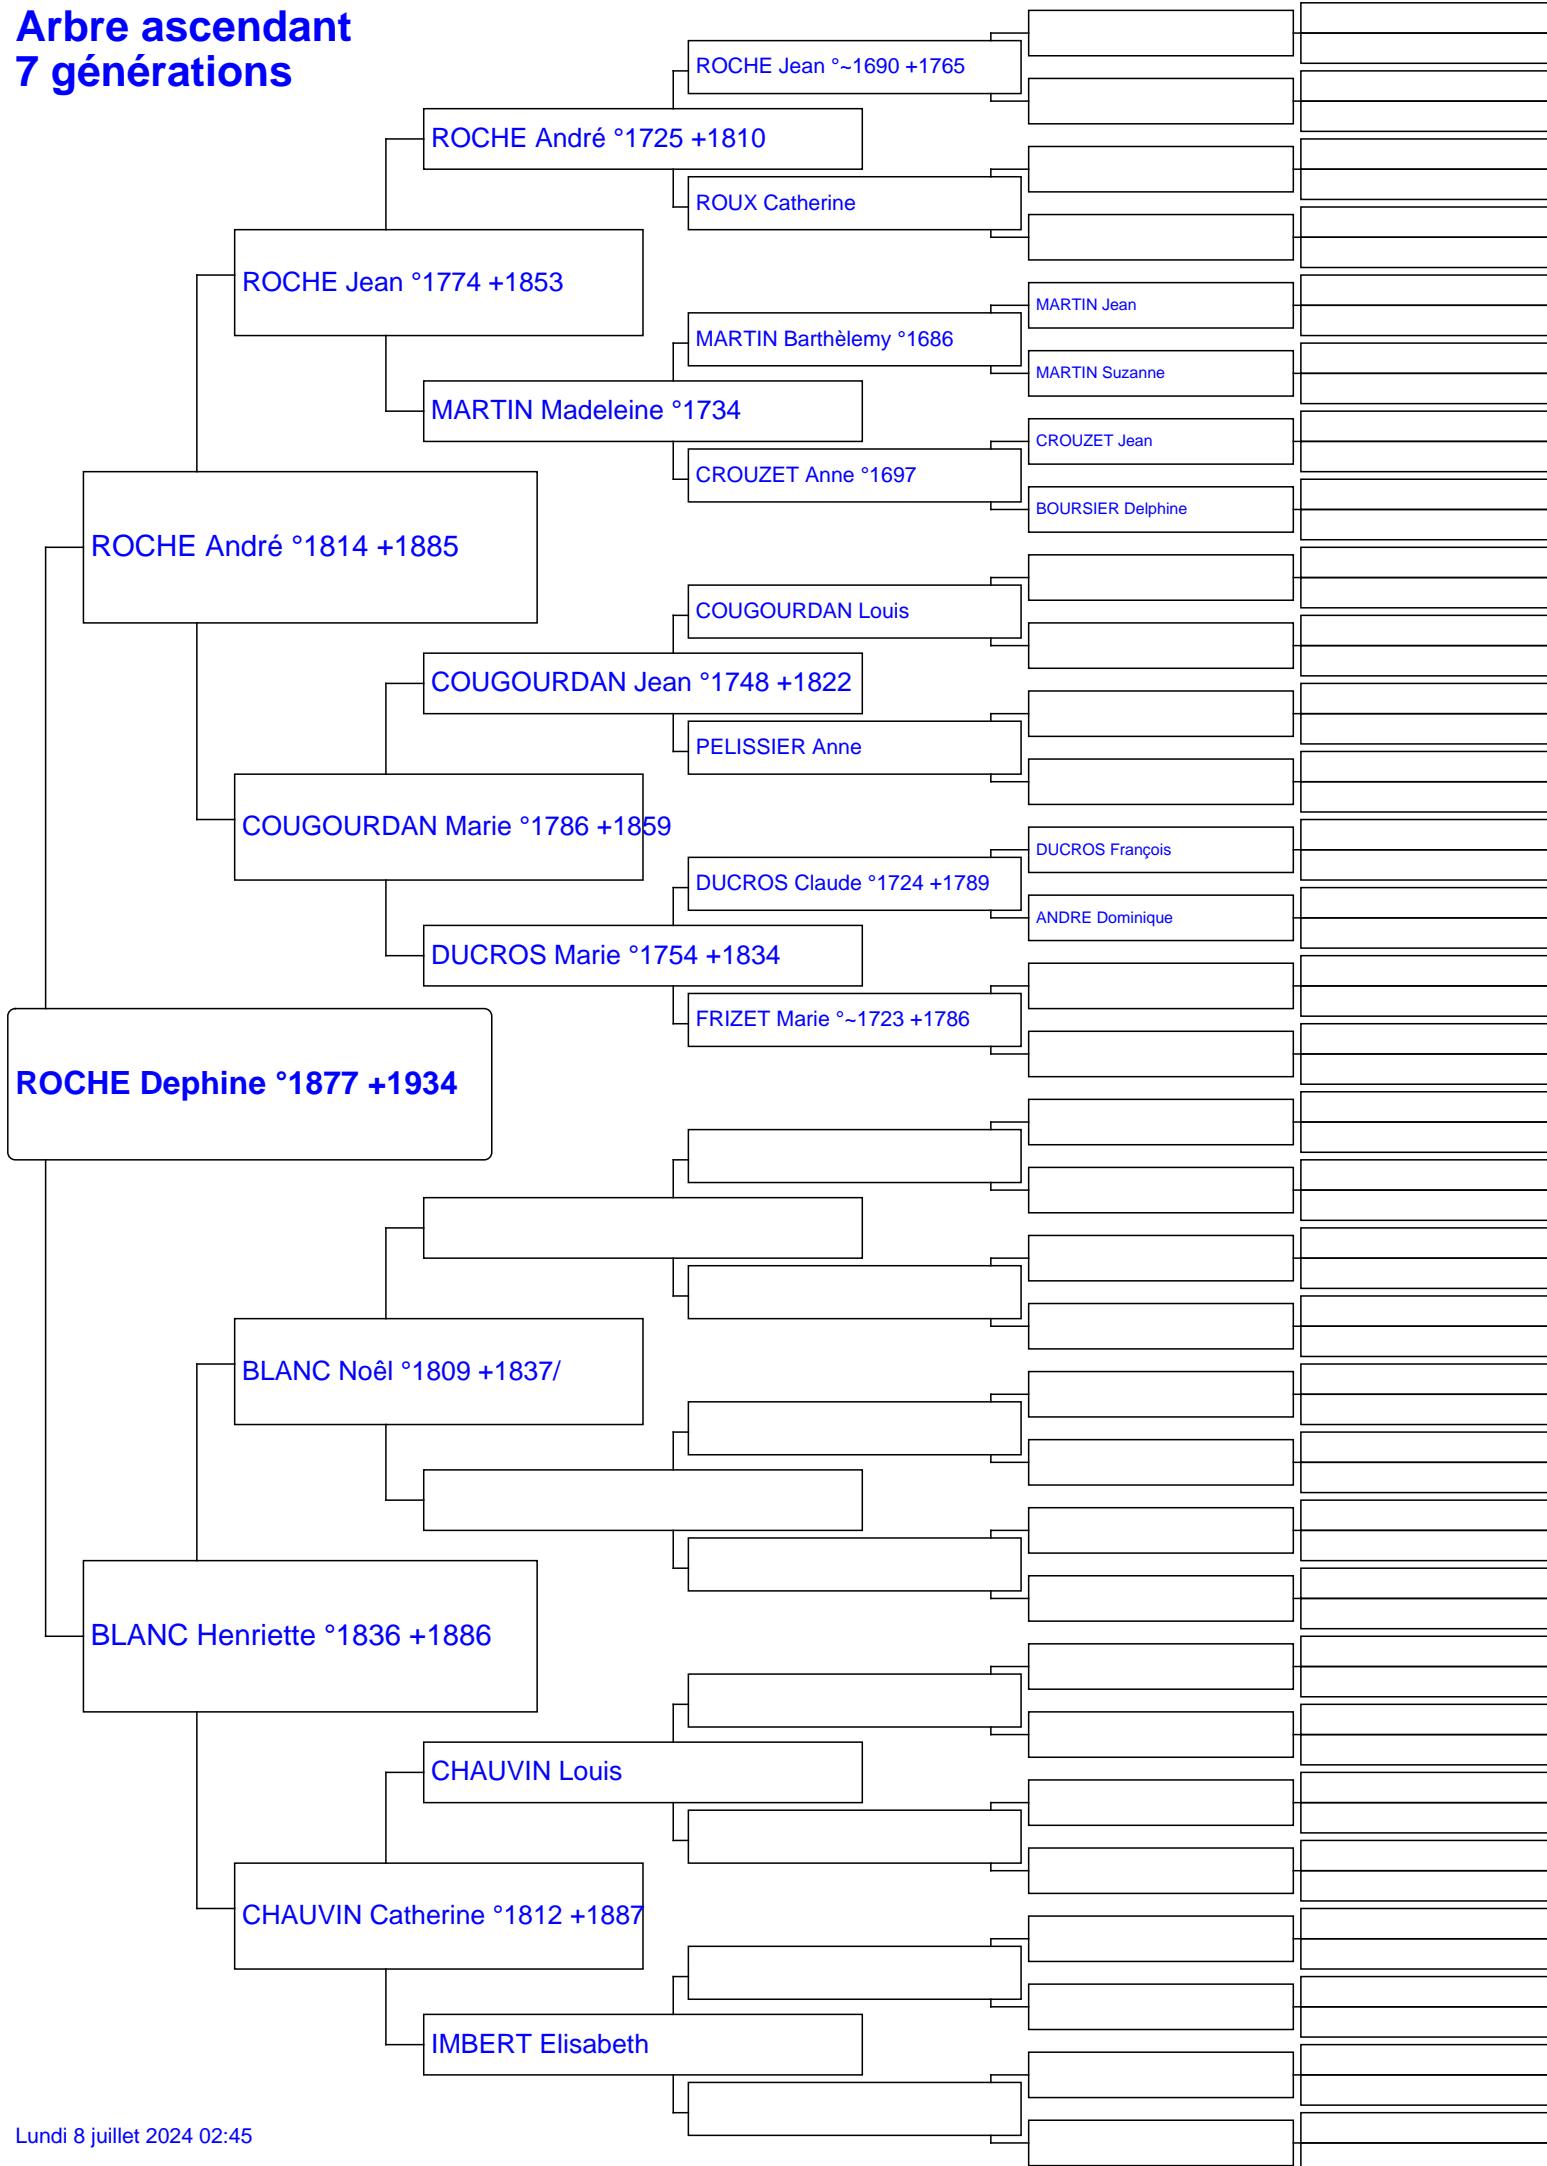 Arbre ascendant
7 générations
ROCHE Jean °~1690 +1765
ROCHE André °1725 +1810
ROUX Catherine
ROCHE Jean °1774 +1853
MARTIN Jean
MARTIN Barthèlemy °1686
MARTIN Suzanne
MARTIN Madeleine °1734
CROUZET Jean
CROUZET Anne °1697
BOURSIER Delphine
ROCHE André °1814 +1885
COUGOURDAN Louis
COUGOURDAN Jean °1748 +1822
PELISSIER Anne
COUGOURDAN Marie °1786 +1859
DUCROS François
DUCROS Claude °1724 +1789
ANDRE Dominique
DUCROS Marie °1754 +1834
FRIZET Marie °~1723 +1786
ROCHE Dephine °1877 +1934
BLANC Noêl °1809 +1837/
BLANC Henriette °1836 +1886
CHAUVIN Louis
CHAUVIN Catherine °1812 +1887
IMBERT Elisabeth
Lundi 8 juillet 2024 02:45